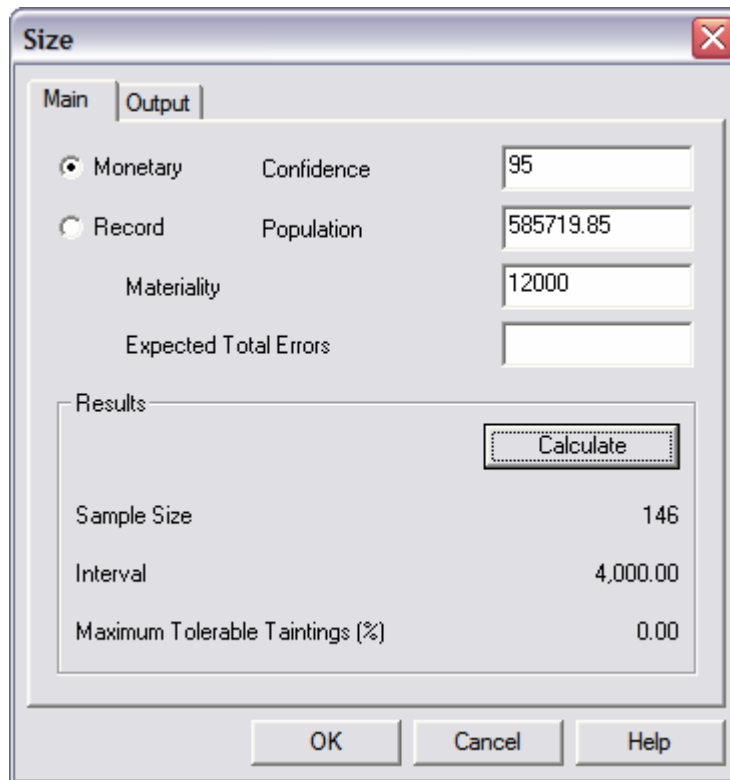 Size
Main Output
Monetary Confidence 95
Record Population 585719.85
Materiality 12000
Expected Total Errors
Results
Calculate
Sample Size 146
Interval 4,000.00
Maximum Tolerable Taintings (%) 0.00
OK Cancel Help